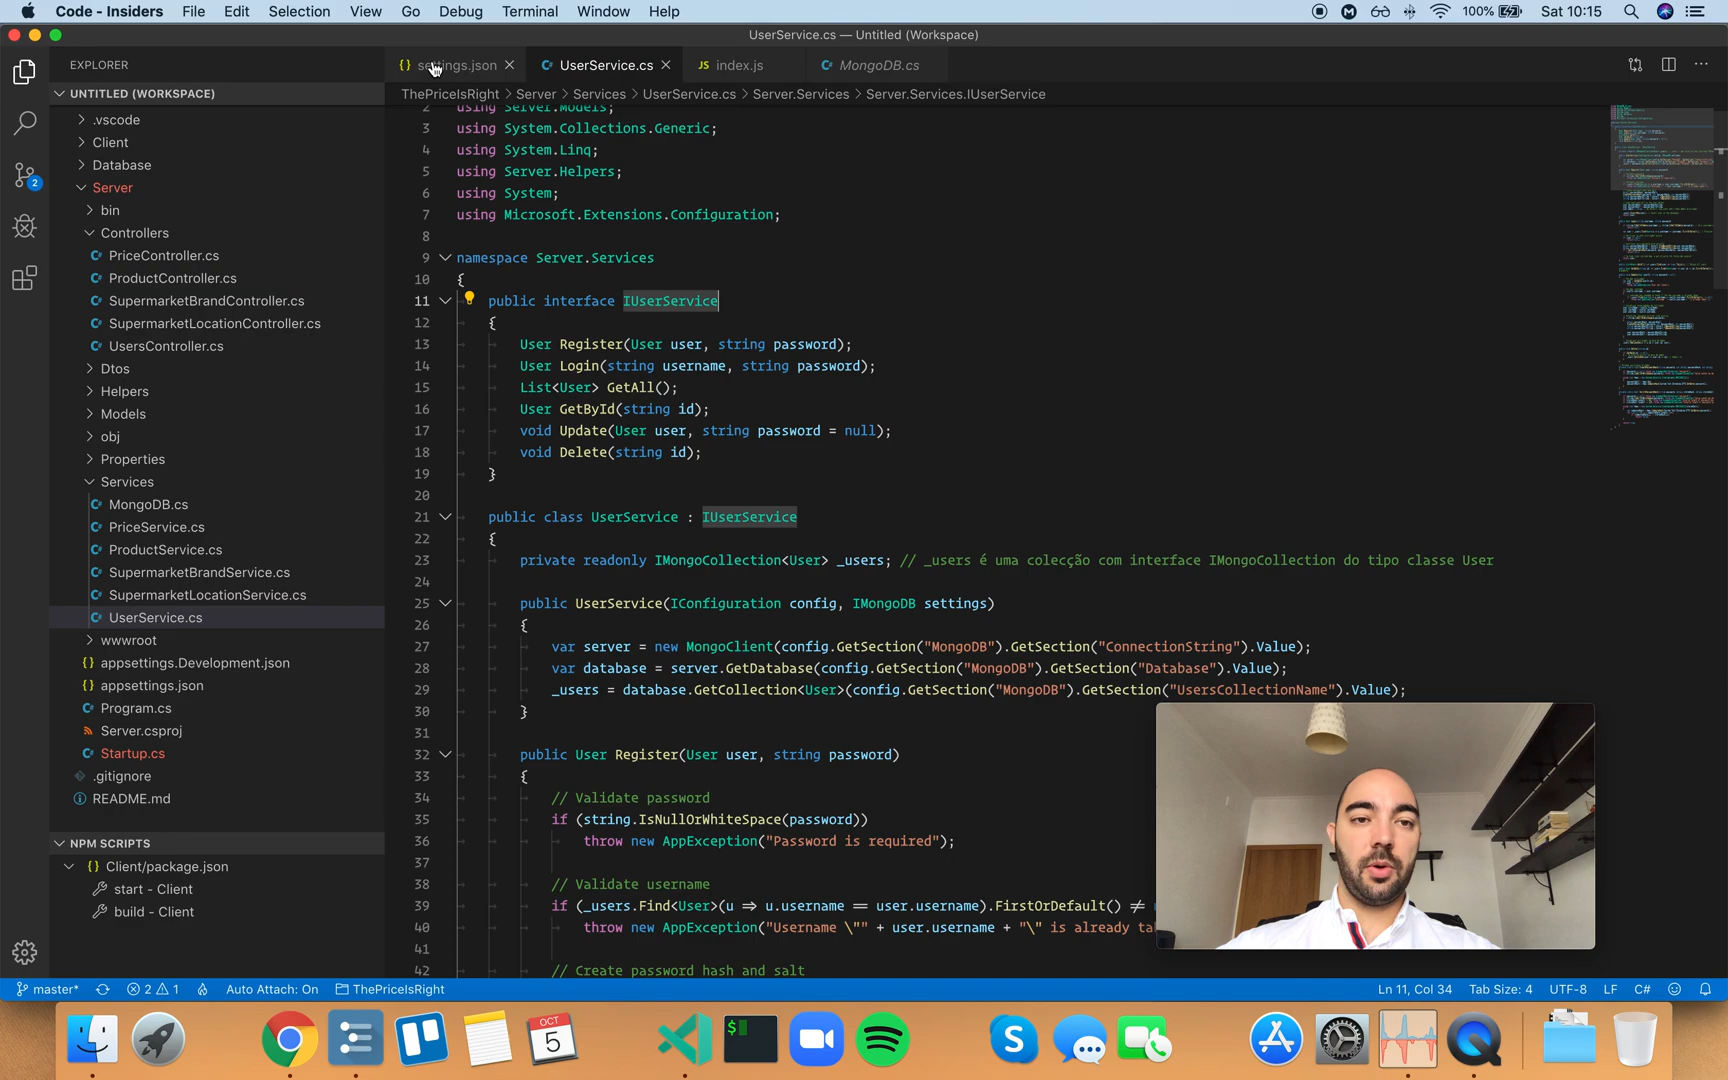 Code - Insiders File Edit Selection View Go Debug Terminal Window Help 100% Sat 10:15
UserService.cs — Untitled (Workspace)
EXPLORER
{} settings.json UserService.cs JS index.js MongoDB.cs
UNTITLED (WORKSPACE)
.vscode
Client
Database
Server
bin
Controllers
PriceController.cs
ProductController.cs
SupermarketBrandController.cs
SupermarketLocationController.cs
UsersController.cs
Dtos
Helpers
Models
obj
Properties
Services
MongoDB.cs
PriceService.cs
ProductService.cs
SupermarketBrandService.cs
SupermarketLocationService.cs
UserService.cs
wwwroot
{} appsettings.Development.json
{} appsettings.json
Program.cs
Server.csproj
Startup.cs
.gitignore
README.md
NPM SCRIPTS
{} Client/package.json
start - Client
build - Client
2
ThePriceIsRight > Server > Services > UserService.cs > Server.Services > Server.Services.IUserService
2 using Server.Models;
3 using System.Collections.Generic;
4 using System.Linq;
5 using Server.Helpers;
6 using System;
7 using Microsoft.Extensions.Configuration;
8
9 namespace Server.Services
10 {
11 public interface IUserService
12 {
13 User Register(User user, string password);
14 User Login(string username, string password);
15 List<User> GetAll();
16 User GetById(string id);
17 void Update(User user, string password = null);
18 void Delete(string id);
19 }
20
21 public class UserService : IUserService
22 {
23 private readonly IMongoCollection<User> _users; // _users é uma colecção com interface IMongoCollection do tipo classe User
24
25 public UserService(IConfiguration config, IMongoDB settings)
26 {
27 var server = new MongoClient(config.GetSection("MongoDB").GetSection("ConnectionString").Value);
28 var database = server.GetDatabase(config.GetSection("MongoDB").GetSection("Database").Value);
29 _users = database.GetCollection<User>(config.GetSection("MongoDB").GetSection("UsersCollectionName").Value);
30 }
31
32 public User Register(User user, string password)
33 {
34 // Validate password
35 if (string.IsNullOrWhiteSpace(password))
36 throw new AppException("Password is required");
37
38 // Validate username
39 if (_users.Find<User>(u => u.username == user.username).FirstOrDefault() !=
40 throw new AppException("Username \"" + user.username + "\" is already ta
41
42 // Create password hash and salt
master* 2 1 Auto Attach: On ThePriceIsRight Ln 11, Col 34 Tab Size: 4 UTF-8 LF C#
OCT
5
$
S